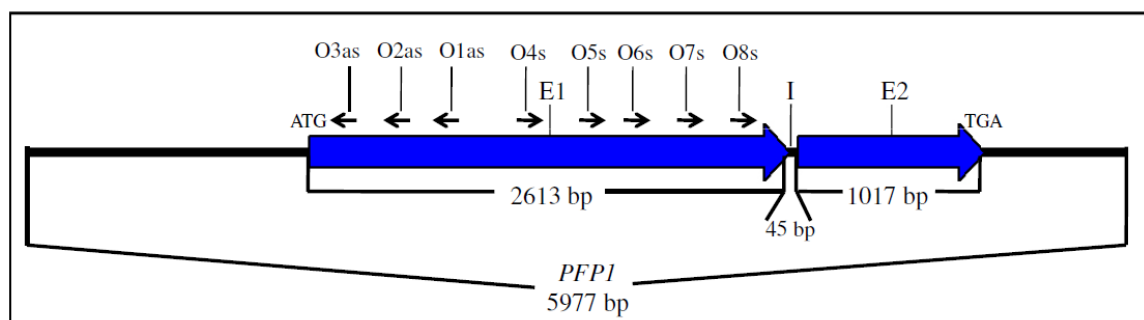 O3as O2as O1as O4s O5s O6s O7s O8s
E1 I E2
ATG TGA
2613 bp 1017 bp
45 bp
PFP1
5977 bp